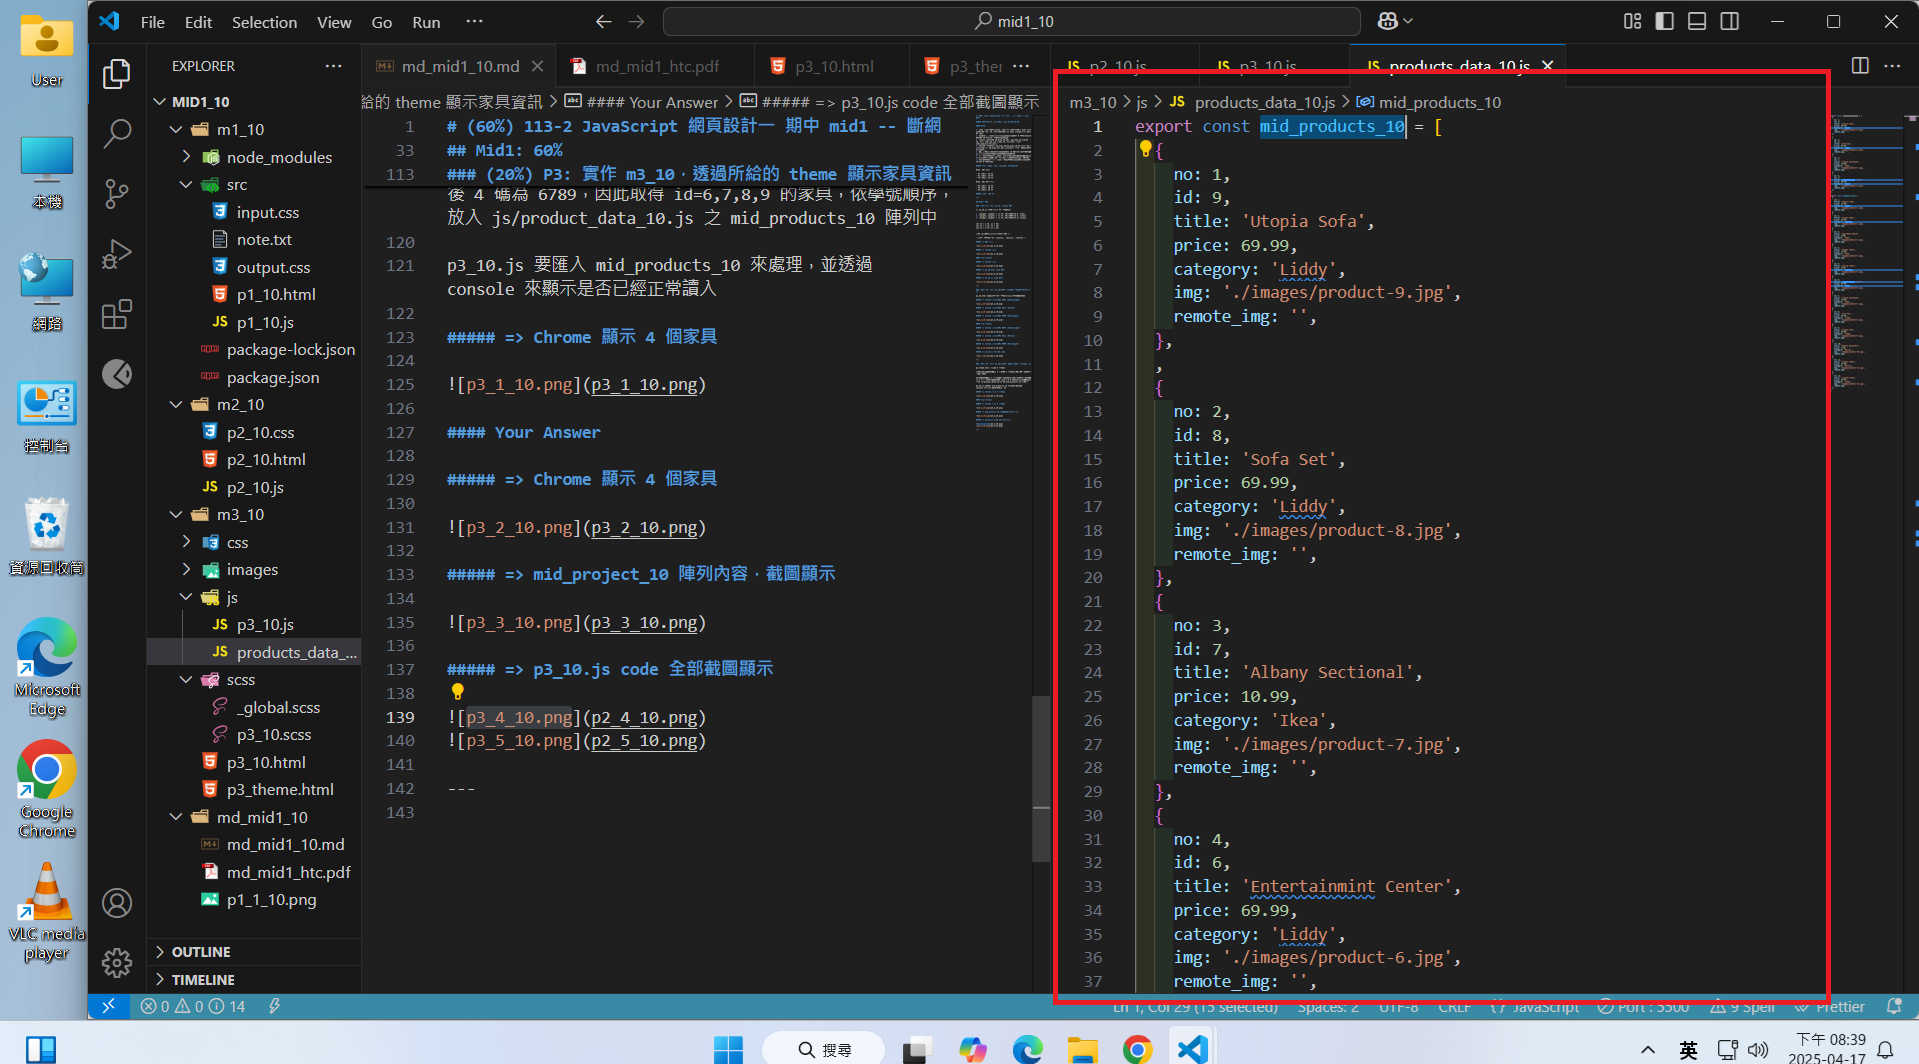 User
本機
網路
控制台
資源回收筒
Microsoft
Edge
Google
Chrome
VLC media
player
File Edit Selection View Go Run ···
mid1_10
EXPLORER
MID1_10
m1_10
node_modules
src
input.css
note.txt
output.css
p1_10.html
p1_10.js
package-lock.json
package.json
m2_10
p2_10.css
p2_10.html
p2_10.js
m3_10
css
images
js
p3_10.js
products_data_...
scss
_global.scss
p3_10.scss
p3_10.html
p3_theme.html
md_mid1_10
md_mid1_10.md
md_mid1_htc.pdf
p1_1_10.png
OUTLINE
TIMELINE
md_mid1_10.md md_mid1_htc.pdf p3_10.html p3_ther ···
給的 theme 顯示家具資訊 > #### Your Answer > ##### => p3_10.js code 全部截圖顯示
1 # (60%) 113-2 JavaScript 網頁設計一 期中 mid1 -- 斷網
33 ## Mid1: 60%
113 ### (20%) P3: 實作 m3_10．透過所給的 theme 顯示家具資訊
後 4 碼為 6789，因此取得 id=6,7,8,9 的家具，依學號順序，
放入 js/product_data_10.js 之 mid_products_10 陣列中
120
121 p3_10.js 要匯入 mid_products_10 來處理，並透過
console 來顯示是否已經正常讀入
122
123 ##### => Chrome 顯示 4 個家具
124
125 ![p3_1_10.png](p3_1_10.png)
126
127 #### Your Answer
128
129 ##### => Chrome 顯示 4 個家具
130
131 ![p3_2_10.png](p3_2_10.png)
132
133 ##### => mid_project_10 陣列內容．截圖顯示
134
135 ![p3_3_10.png](p3_3_10.png)
136
137 ##### => p3_10.js code 全部截圖顯示
138
139 ![p3_4_10.png](p2_4_10.png)
140 ![p3_5_10.png](p2_5_10.png)
141
142 ---
143
p2_10.js p3_10.js products_data_10.js
m3_10 > js > JS products_data_10.js > mid_products_10
1 export const mid_products_10 = [
2 {
3 no: 1,
4 id: 9,
5 title: 'Utopia Sofa',
6 price: 69.99,
7 category: 'Liddy',
8 img: './images/product-9.jpg',
9 remote_img: '',
10 },
11 ,
12 {
13 no: 2,
14 id: 8,
15 title: 'Sofa Set',
16 price: 69.99,
17 category: 'Liddy',
18 img: './images/product-8.jpg',
19 remote_img: '',
20 },
21 {
22 no: 3,
23 id: 7,
24 title: 'Albany Sectional',
25 price: 10.99,
26 category: 'Ikea',
27 img: './images/product-7.jpg',
28 remote_img: '',
29 },
30 {
31 no: 4,
32 id: 6,
33 title: 'Entertainmint Center',
34 price: 69.99,
35 category: 'Liddy',
36 img: './images/product-6.jpg',
37 remote_img: '',
0 0 14
Ln 1, Col 29 (15 selected) Spaces: 2 UTF-8 CRLF {} JavaScript Port : 5500 9 Spell Prettier
搜尋
英
下午 08:39
2025-04-17